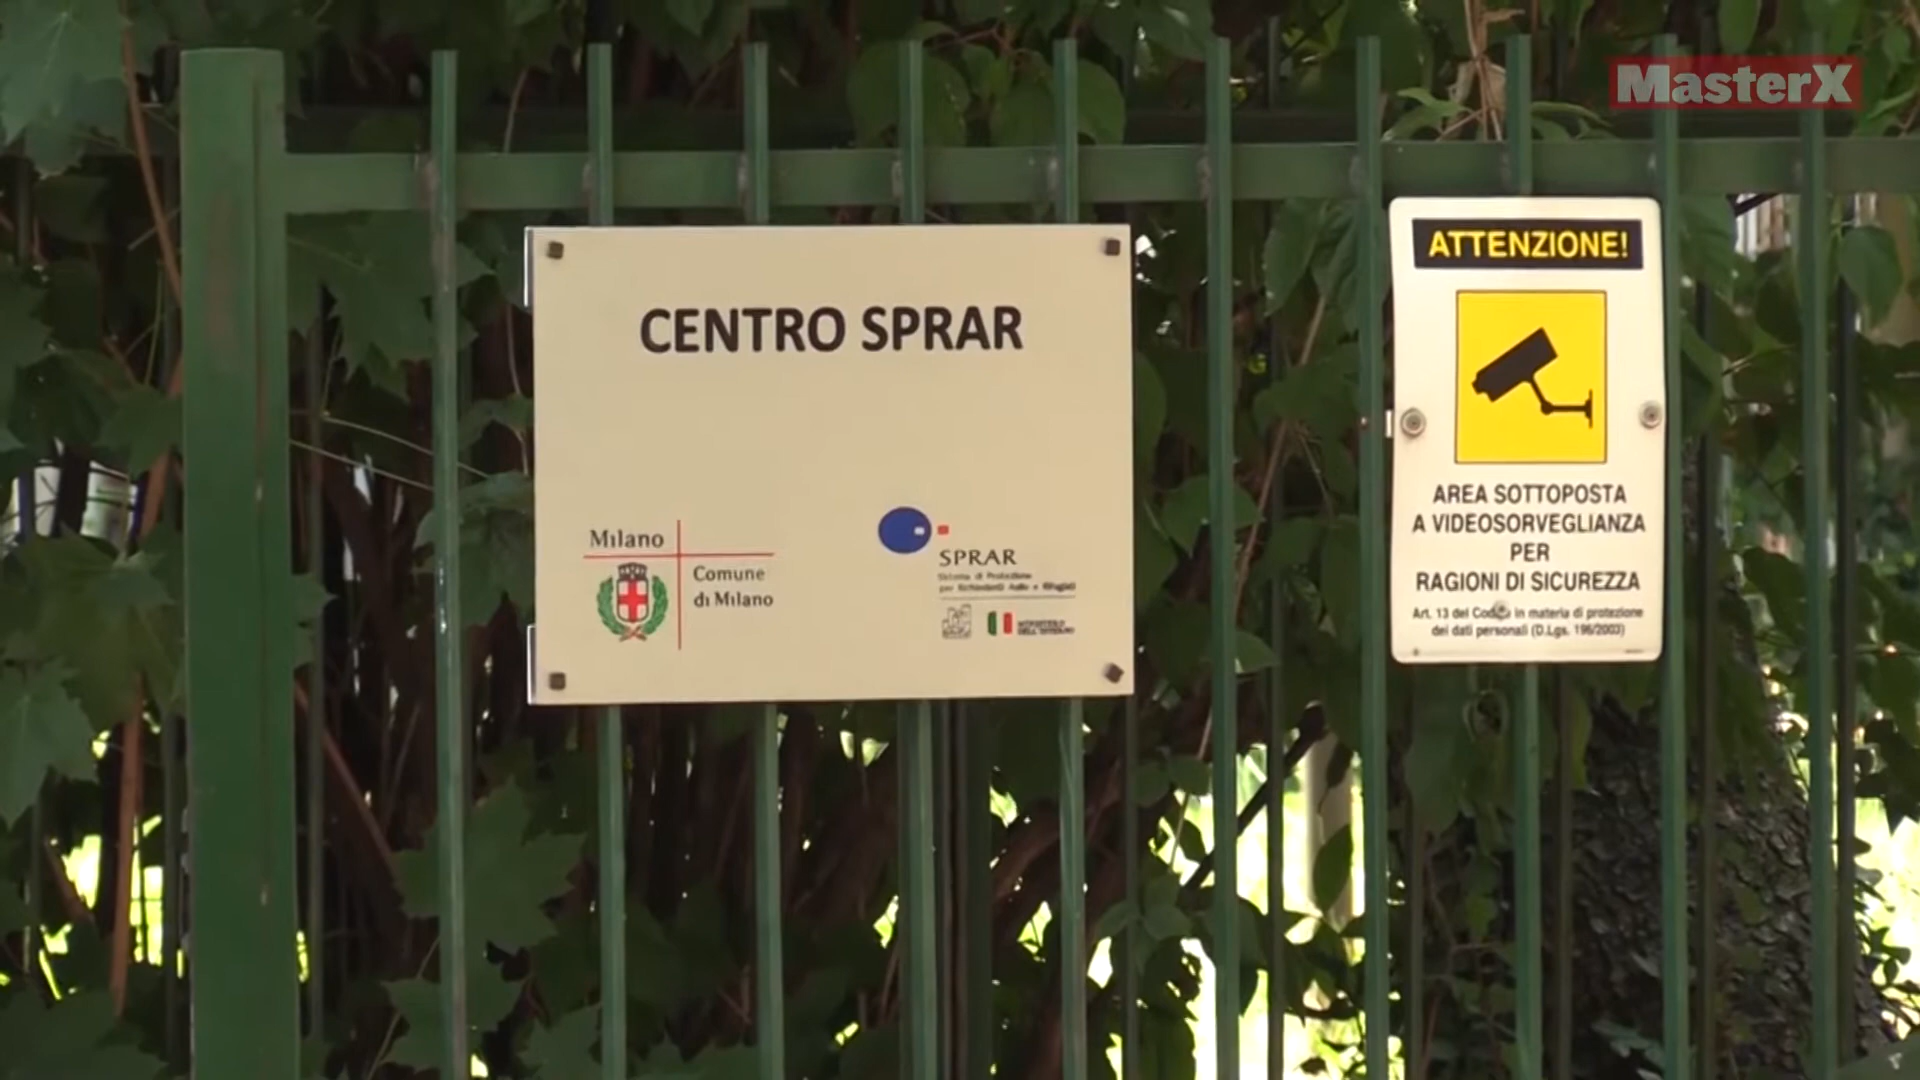 MasterX
CENTRO SPRAR
Milano
Comune
di Milano
SPRAR
Sistema di Protezione
per Richiedenti Asilo e Rifugiati
MINISTERO
DELL'INTERNO
ATTENZIONE!
AREA SOTTOPOSTA
A VIDEOSORVEGLIANZA
PER
RAGIONI DI SICUREZZA
Art. 13 del Codice in materia di protezione
dei dati personali (D.Lgs. 196/2003)